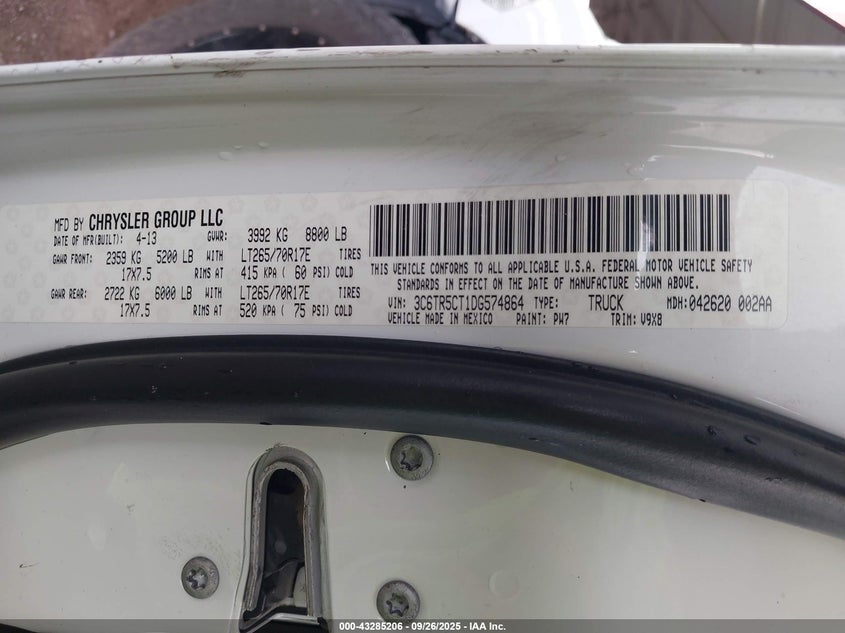 MFD BY CHRYSLER GROUP LLC
DATE OF MFR(BUILT): 4-13 GVWR: 3992 KG 8800 LB
GAWR FRONT: 2359 KG 5200 LB WITH LT265/70R17E TIRES
17X7.5 RIMS AT 415 KPA ( 60 PSI) COLD
GAWR REAR: 2722 KG 6000 LB WITH LT265/70R17E TIRES
17X7.5 RIMS AT 520 KPA ( 75 PSI) COLD
THIS VEHICLE CONFORMS TO ALL APPLICABLE U.S.A. FEDERAL MOTOR VEHICLE SAFETY
STANDARDS IN EFFECT ON THE DATE OF MANUFACTURE SHOWN ABOVE.
VIN: 3C6TR5CT1DG574864 TYPE: TRUCK MDH: 042620 002AA
VEHICLE MADE IN MEXICO PAINT: PW7 TRIM: V9X8
000-43285206 - 09/26/2025 - IAA Inc.